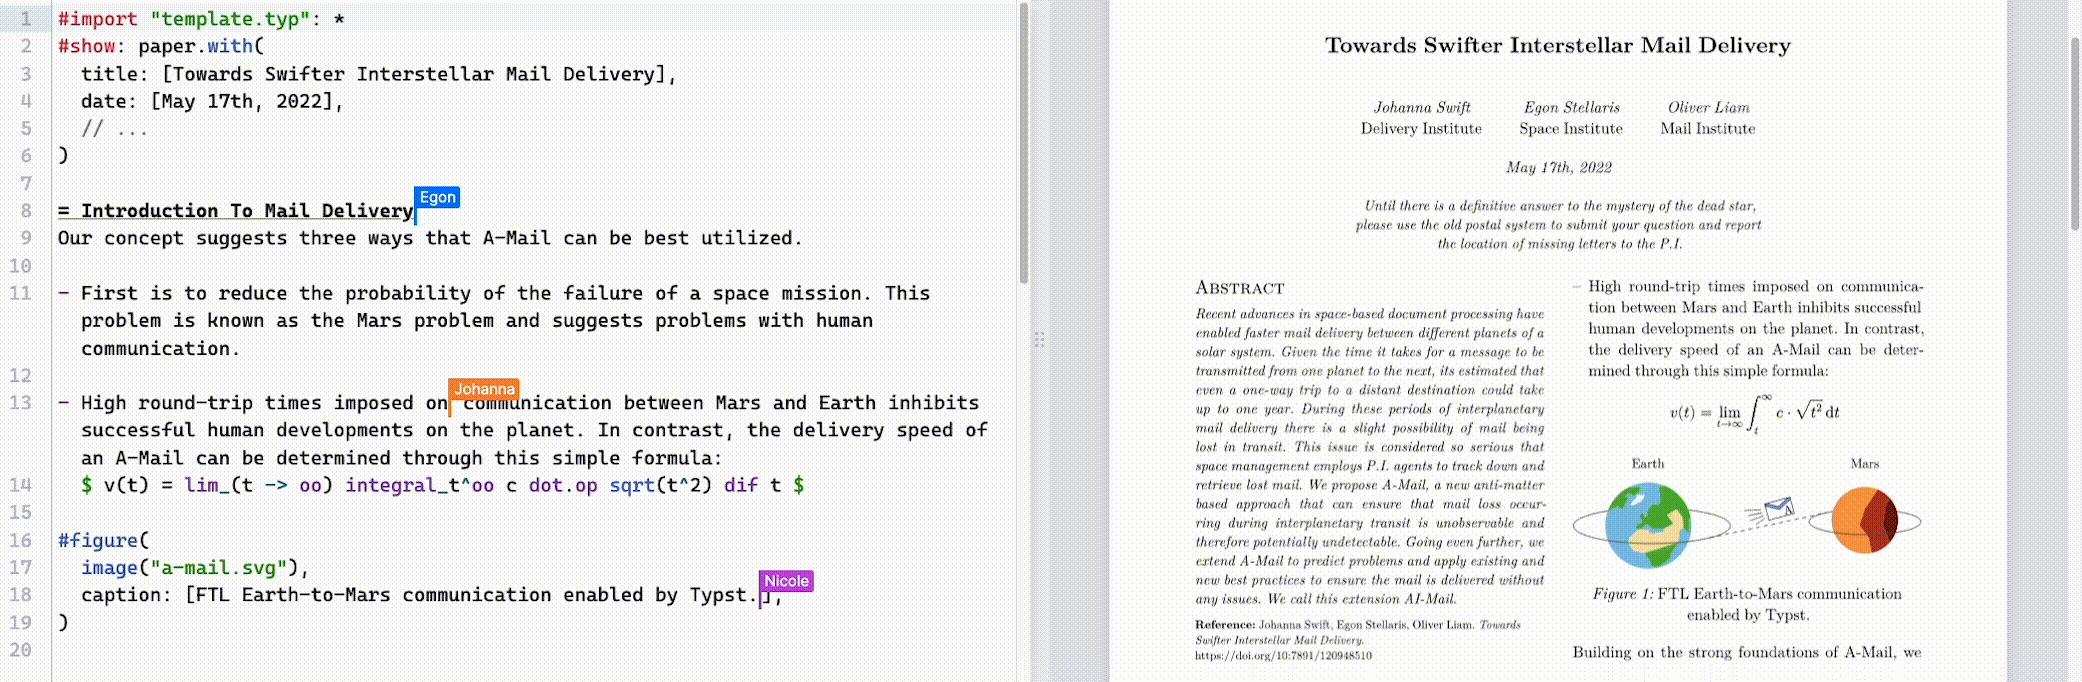 1 #import "template.typ": *
2 #show: paper.with(
3 title: [Towards Swifter Interstellar Mail Delivery],
4 date: [May 17th, 2022],
5 // ...
6 )
7
Egon
8 = Introduction To Mail Delivery
9 Our concept suggests three ways that A-Mail can be best utilized.
10
11 - First is to reduce the probability of the failure of a space mission. This
problem is known as the Mars problem and suggests problems with human
communication.
12
Johanna
13 - High round-trip times imposed on communication between Mars and Earth inhibits
successful human developments on the planet. In contrast, the delivery speed of
an A-Mail can be determined through this simple formula:
14 $ v(t) = lim_(t -> oo) integral_t^oo c dot.op sqrt(t^2) dif t $
15
16 #figure(
17 image("a-mail.svg"),
Nicole
18 caption: [FTL Earth-to-Mars communication enabled by Typst.],
19 )
20
Towards Swifter Interstellar Mail Delivery
Johanna Swift Egon Stellaris Oliver Liam
Delivery Institute Space Institute Mail Institute
May 17th, 2022
Until there is a definitive answer to the mystery of the dead star,
please use the old postal system to submit your question and report
the location of missing letters to the P.I.
ABSTRACT
Recent advances in space-based document processing have
enabled faster mail delivery between different planets of a
solar system. Given the time it takes for a message to be
transmitted from one planet to the next, its estimated that
even a one-way trip to a distant destination could take
up to one year. During these periods of interplanetary
mail delivery there is a slight possibility of mail being
lost in transit. This issue is considered so serious that
space management employs P.I. agents to track down and
retrieve lost mail. We propose A-Mail, a new anti-matter
based approach that can ensure that mail loss occur-
ring during interplanetary transit is unobservable and
therefore potentially undetectable. Going even further, we
extend A-Mail to predict problems and apply existing and
new best practices to ensure the mail is delivered without
any issues. We call this extension AI-Mail.
Reference: Johanna Swift, Egon Stellaris, Oliver Liam. Towards
Swifter Interstellar Mail Delivery.
https://doi.org/10:7891/120948510
– High round-trip times imposed on communica-
tion between Mars and Earth inhibits successful
human developments on the planet. In contrast,
the delivery speed of an A-Mail can be deter-
mined through this simple formula:
v(t) = lim t→∞ ∫ t ∞ c · √t² dt
Earth Mars
A
Figure 1: FTL Earth-to-Mars communication
enabled by Typst.
Building on the strong foundations of A-Mail, we